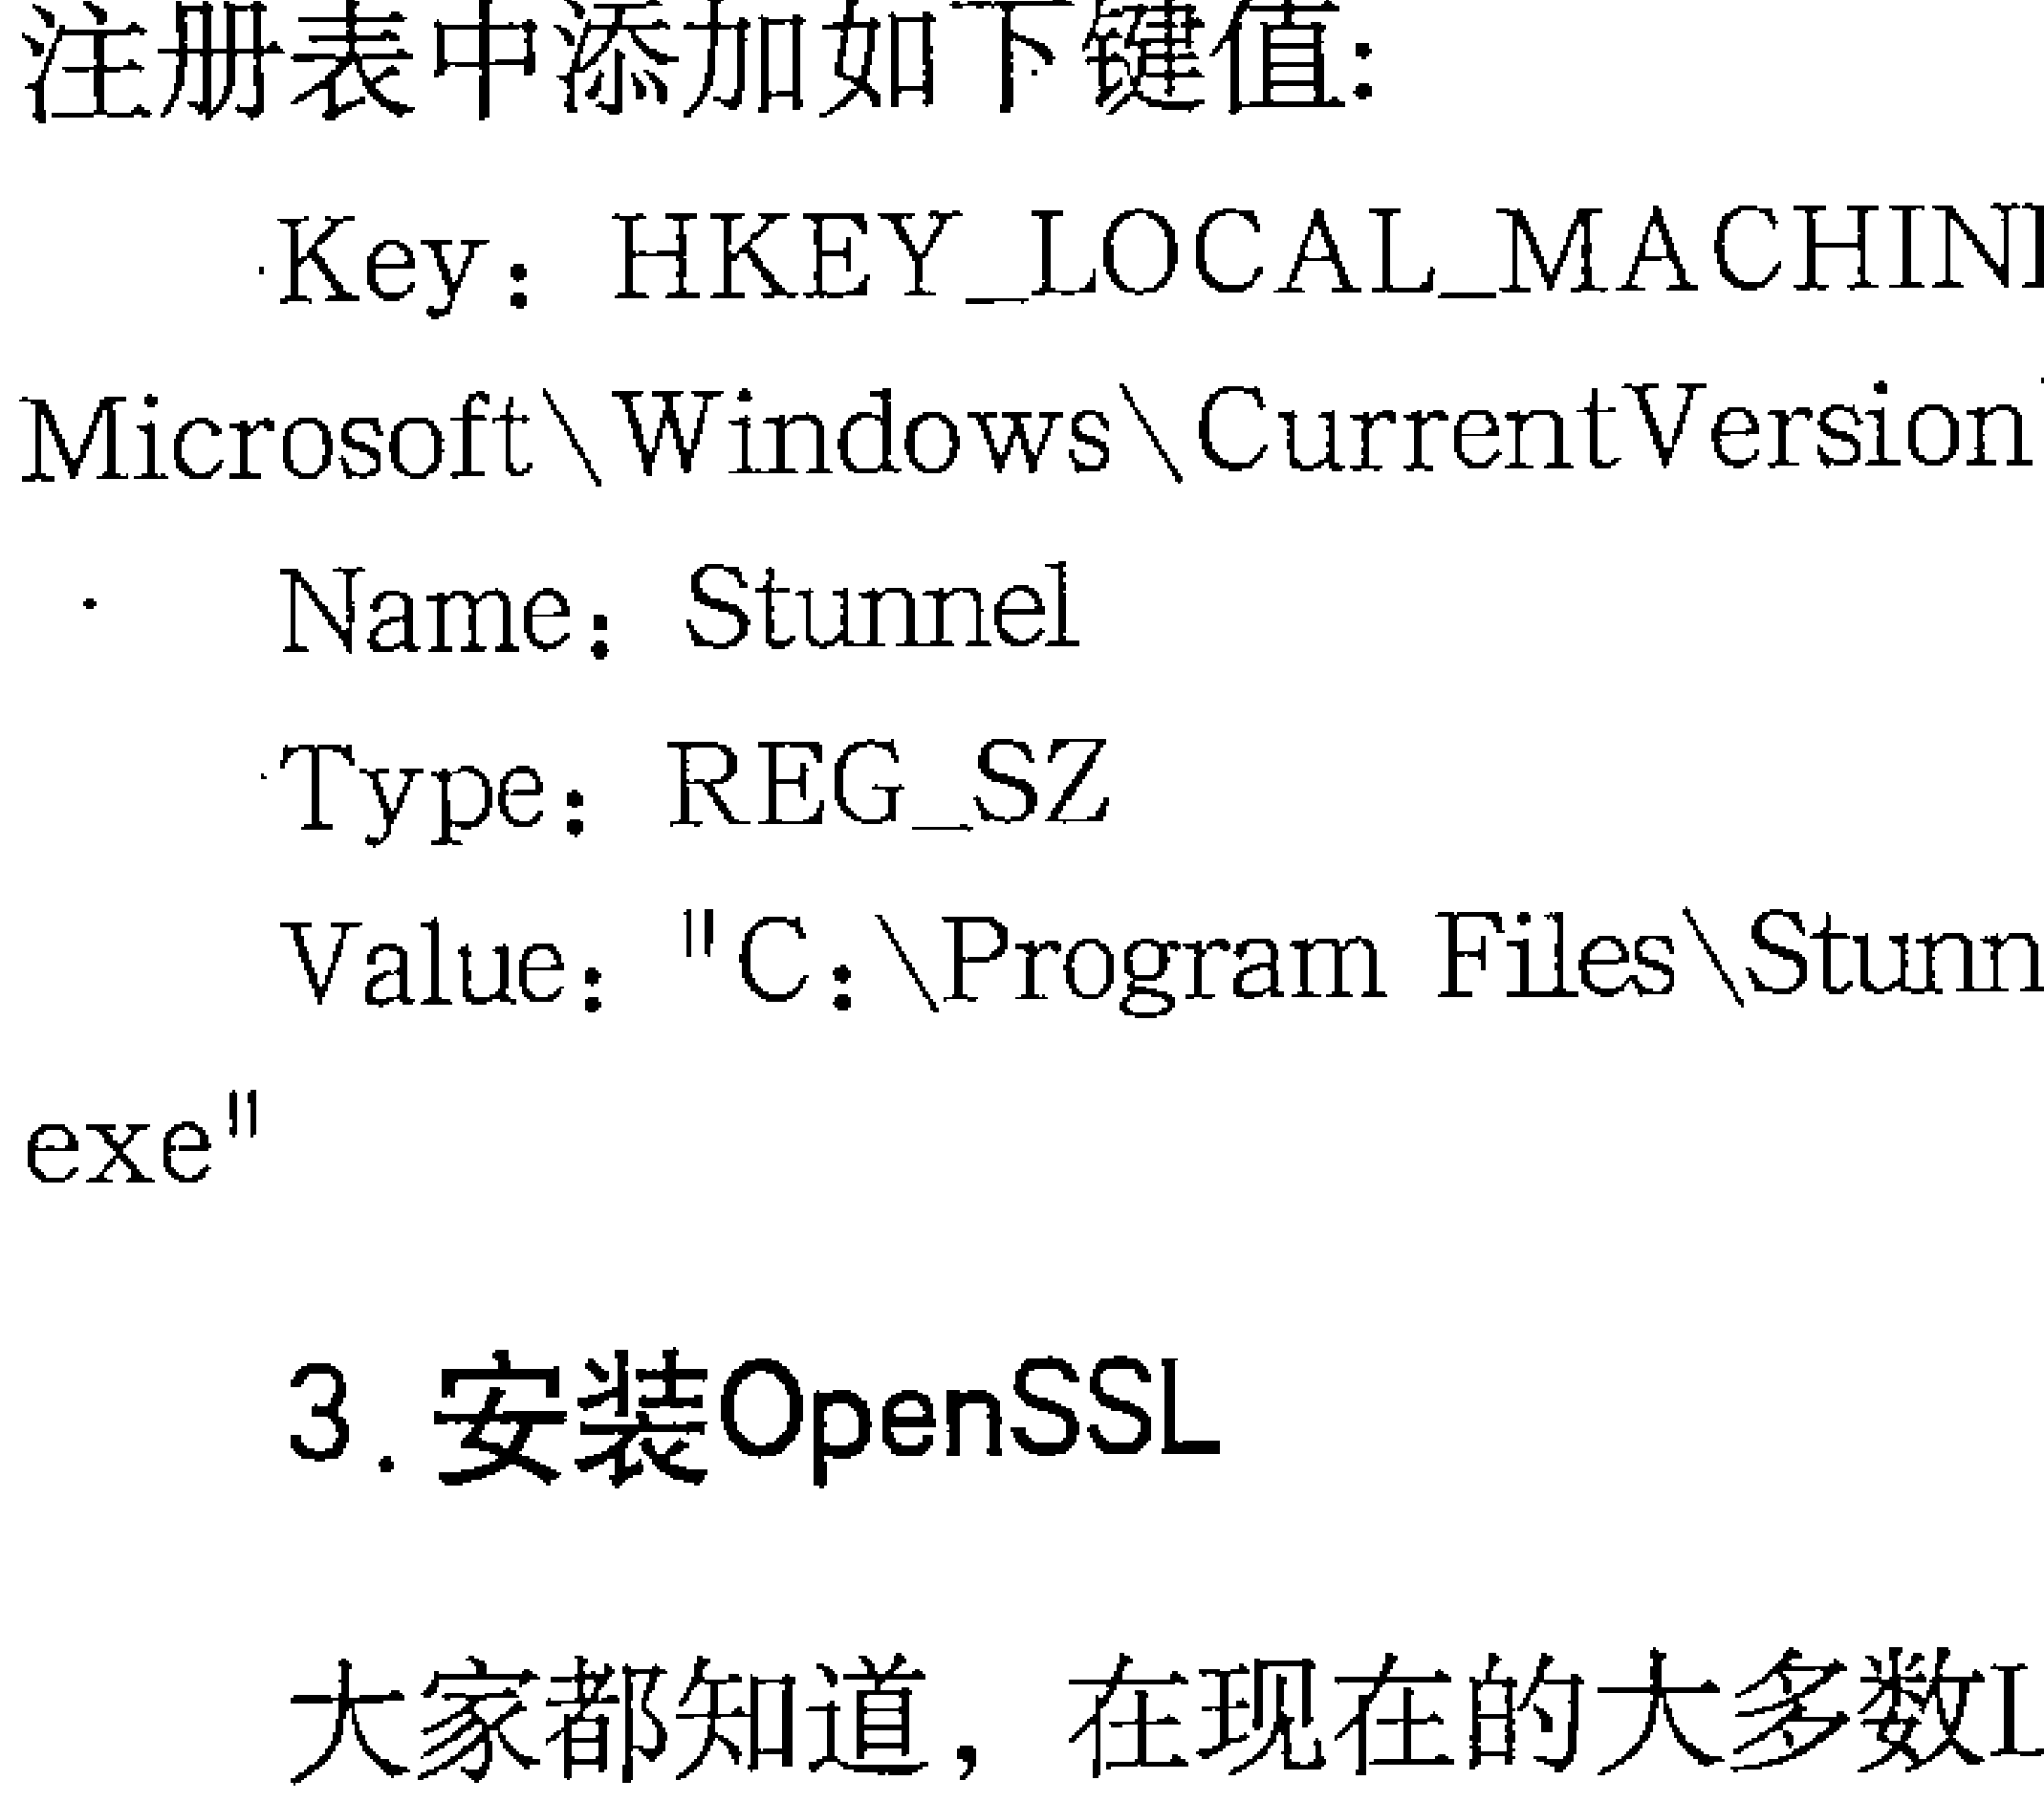 注册表中添加如下键值:
Key: HKEY_LOCAL_MACHIN
Microsoft\Windows\CurrentVersion
Name: Stunnel
Type: REG_SZ
Value: "C:\Program Files\Stunn
exe"
3.安装OpenSSL
大家都知道，在现在的大多数L